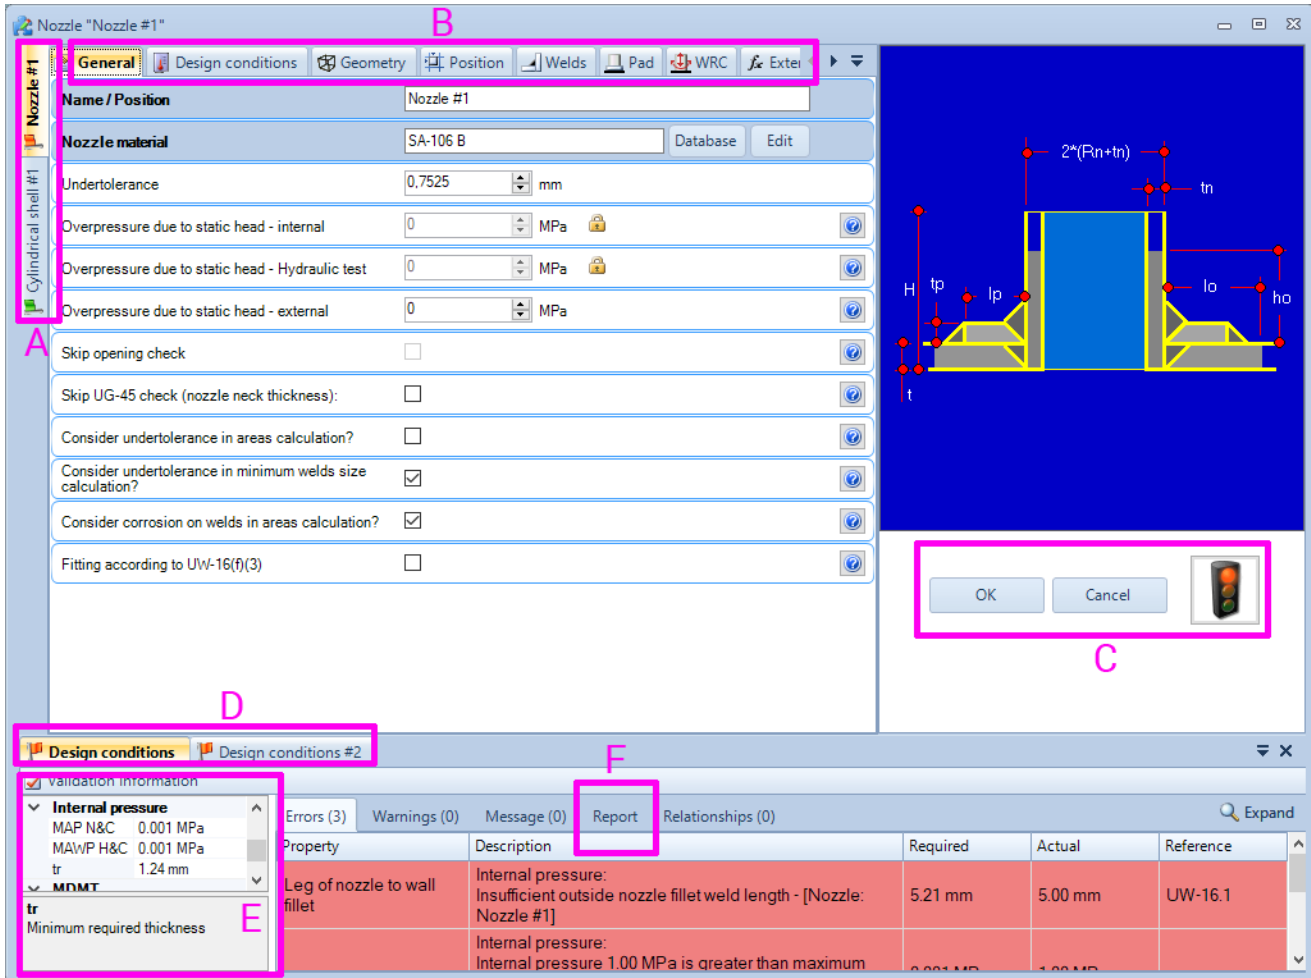 Nozzle "Nozzle #1"
B
Nozzle #1
Cylindrical shell #1
A
General
Design conditions
Geometry
Position
Welds
Pad
WRC
fx
Name / Position
Nozzle #1
Nozzle material
SA-106 B
Database
Edit
Undertolerance
0,7525
mm
Overpressure due to static head - internal
0
MPa
Overpressure due to static head - Hydraulic test
0
MPa
Overpressure due to static head - external
0
MPa
Skip opening check
Skip UG-45 check (nozzle neck thickness):
Consider undertolerance in areas calculation?
Consider undertolerance in minimum welds size
calculation?
Consider corrosion on welds in areas calculation?
Fitting according to UW-16(f)(3)
2*(Rn+tn)
tn
H
tp
lp
lo
ho
t
OK
Cancel
C
D
Design conditions
Design conditions #2
F
Validation information
Internal pressure
MAP N&C 0.001 MPa
MAWP H&C 0.001 MPa
tr 1.24 mm
MDMT
tr
Minimum required thickness
E
Errors (3)
Warnings (0)
Message (0)
Report
Relationships (0)
Expand
Property
Description
Required
Actual
Reference
Leg of nozzle to wall
fillet
Internal pressure:
Insufficient outside nozzle fillet weld length - [Nozzle:
Nozzle #1]
5.21 mm
5.00 mm
UW-16.1
Internal pressure:
Internal pressure 1.00 MPa is greater than maximum